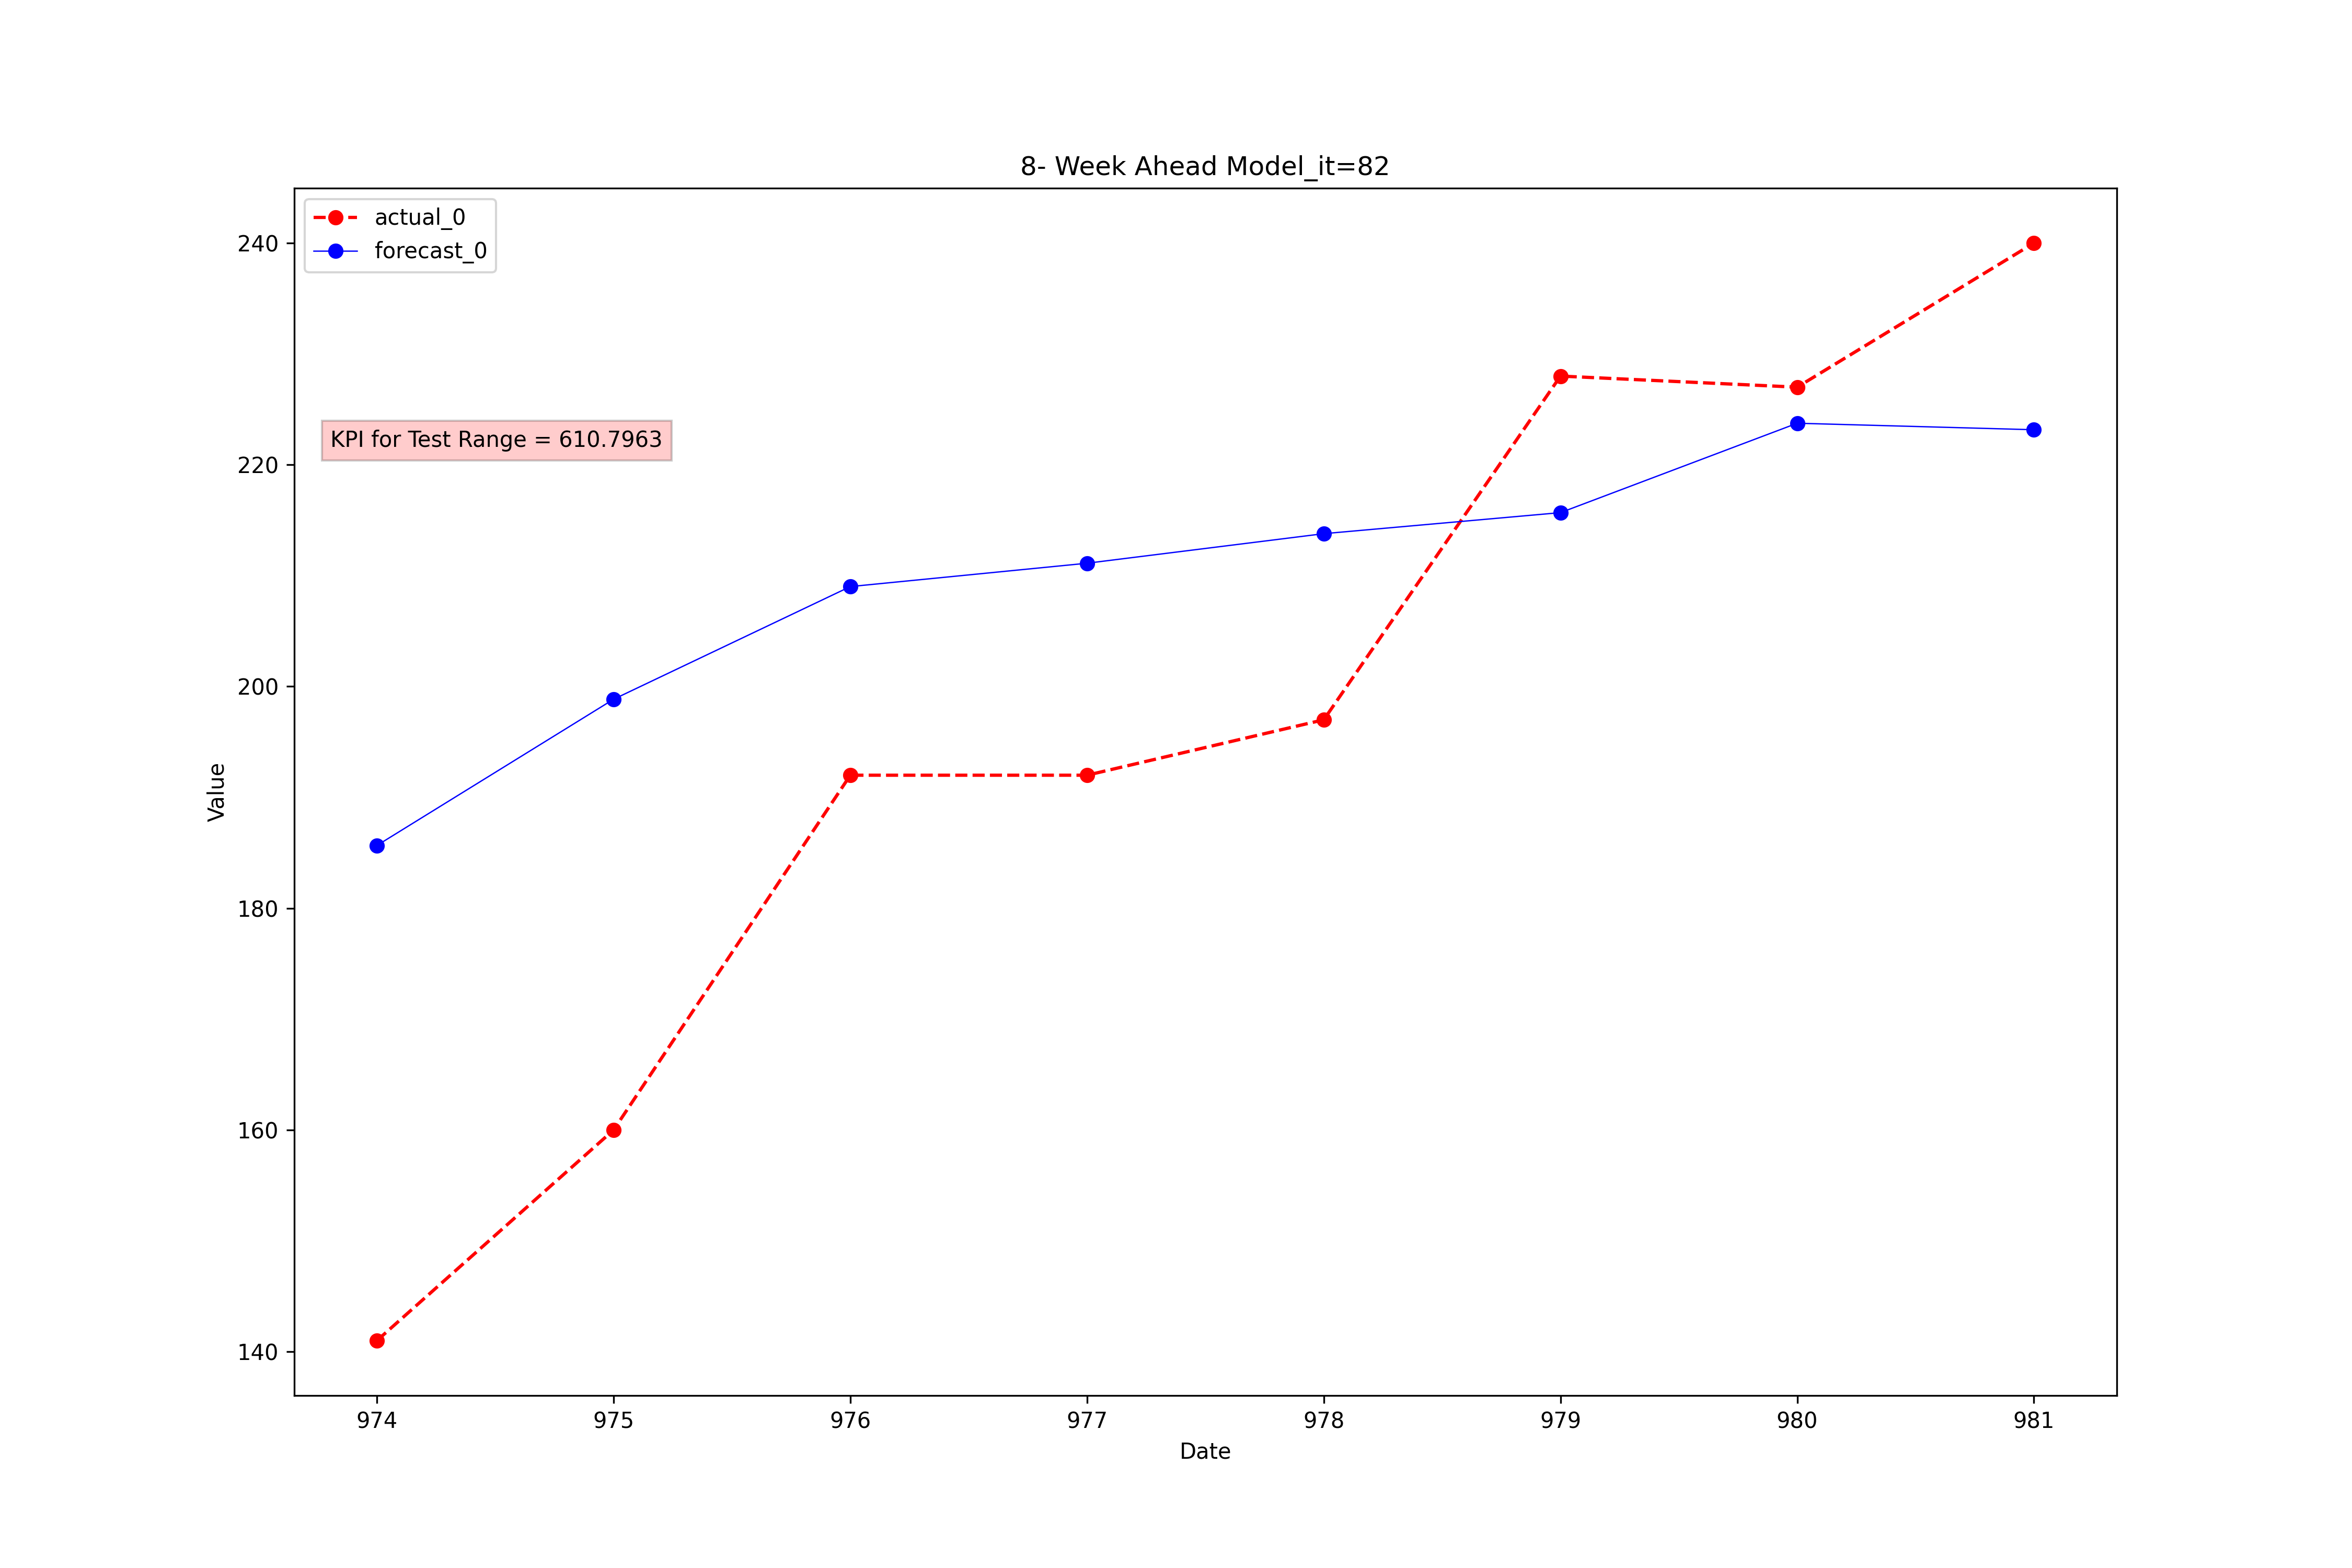 8- Week Ahead Model_it=82
actual_0
forecast_0
KPI for Test Range = 610.7963
240
220
200
180
160
140
Value
974 975 976 977 978 979 980 981
Date